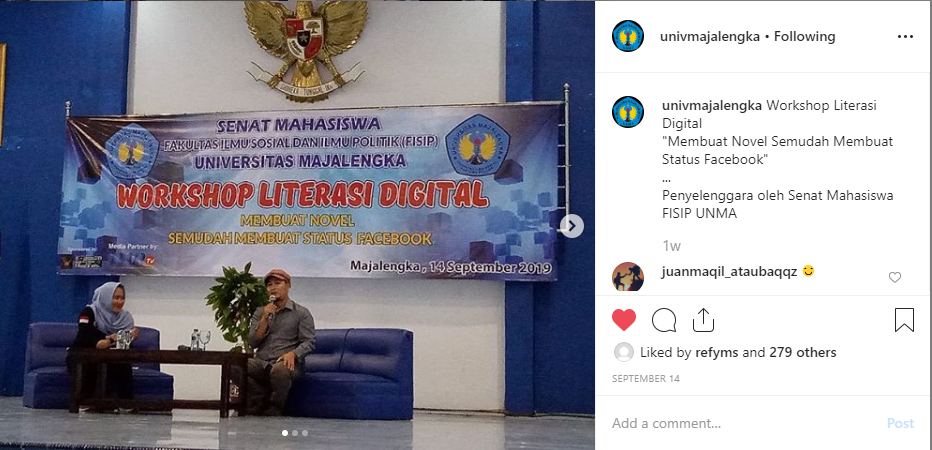 BHINNEKA TUNGGAL IKA
SENAT MAHASISWA
FAKULTAS ILMU SOSIAL DAN ILMU POLITIK (FISIP)
UNIVERSITAS MAJALENGKA
WORKSHOP LITERASI DIGITAL
MEMBUAT NOVEL
SEMUDAH MEMBUAT STATUS FACEBOOK
Media Partner by:
Majalengka, 14 September 2019
univmajalengka • Following
univmajalengka Workshop Literasi
Digital
"Membuat Novel Semudah Membuat
Status Facebook"
...
Penyelenggara oleh Senat Mahasiswa
FISIP UNMA
1w
juanmaqil_ataubaqqz
Liked by refyms and 279 others
SEPTEMBER 14
Add a comment...
Post